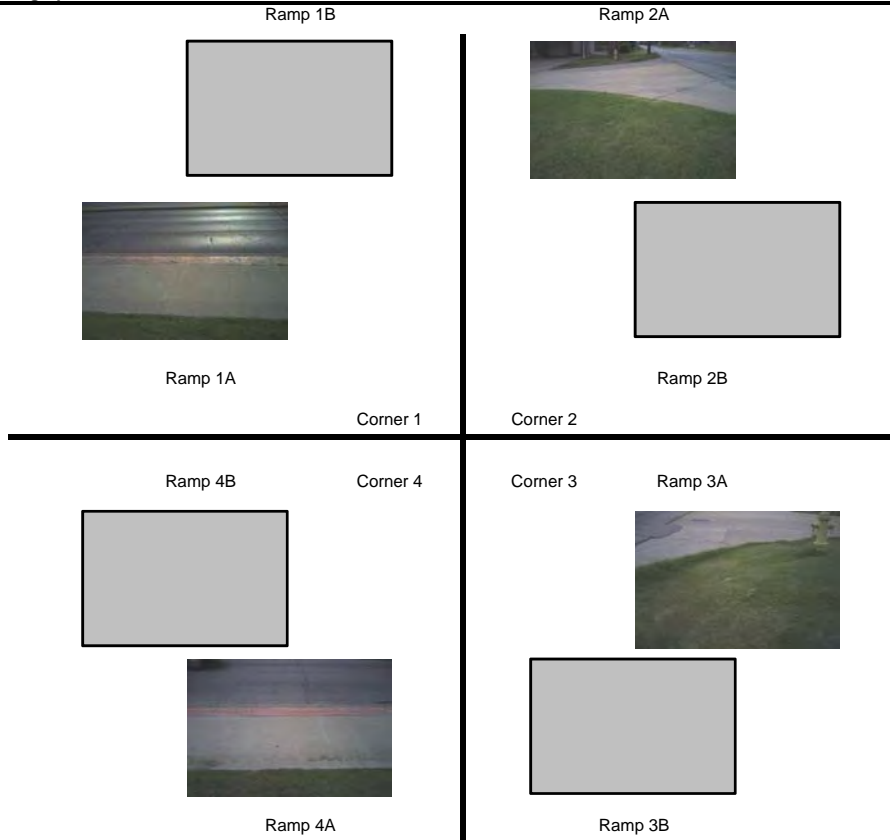 Ramp 1B Ramp 2A
Ramp 1A Ramp 2B
Corner 1 Corner 2
Ramp 4B Corner 4 Corner 3 Ramp 3A
Ramp 4A Ramp 3B